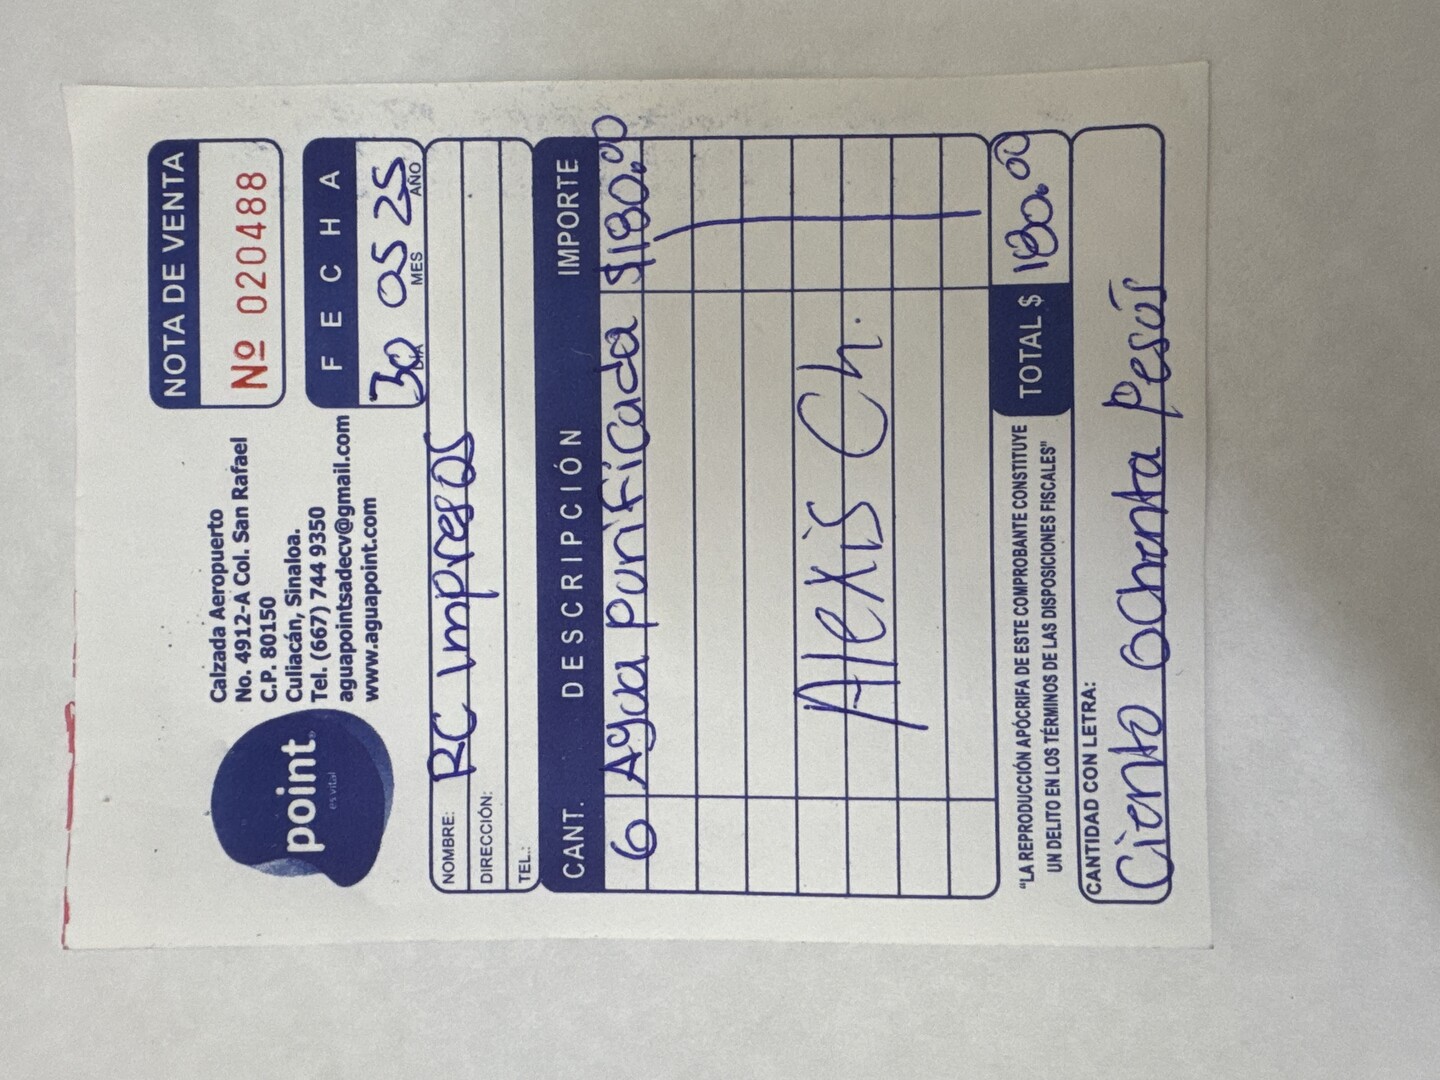 point®
es vital
Calzada Aeropuerto
No. 4912-A Col. San Rafael
C.P. 80150
Culiacán, Sinaloa.
Tel. (667) 744 9350
aguapointsadecv@gmail.com
www.aguapoint.com
NOTA DE VENTA
Nº 020488
FECHA
30 05 25
DIA MES AÑO
NOMBRE: RC impresos
DIRECCIÓN:
TEL.:
CANT. DESCRIPCIÓN IMPORTE
6 Agua purificada $180.00
Alexis Ch.
"LA REPRODUCCIÓN APÓCRIFA DE ESTE COMPROBANTE CONSTITUYE
UN DELITO EN LOS TÉRMINOS DE LAS DISPOSICIONES FISCALES"
TOTAL $ 180.00
CANTIDAD CON LETRA:
Ciento ochenta pesos